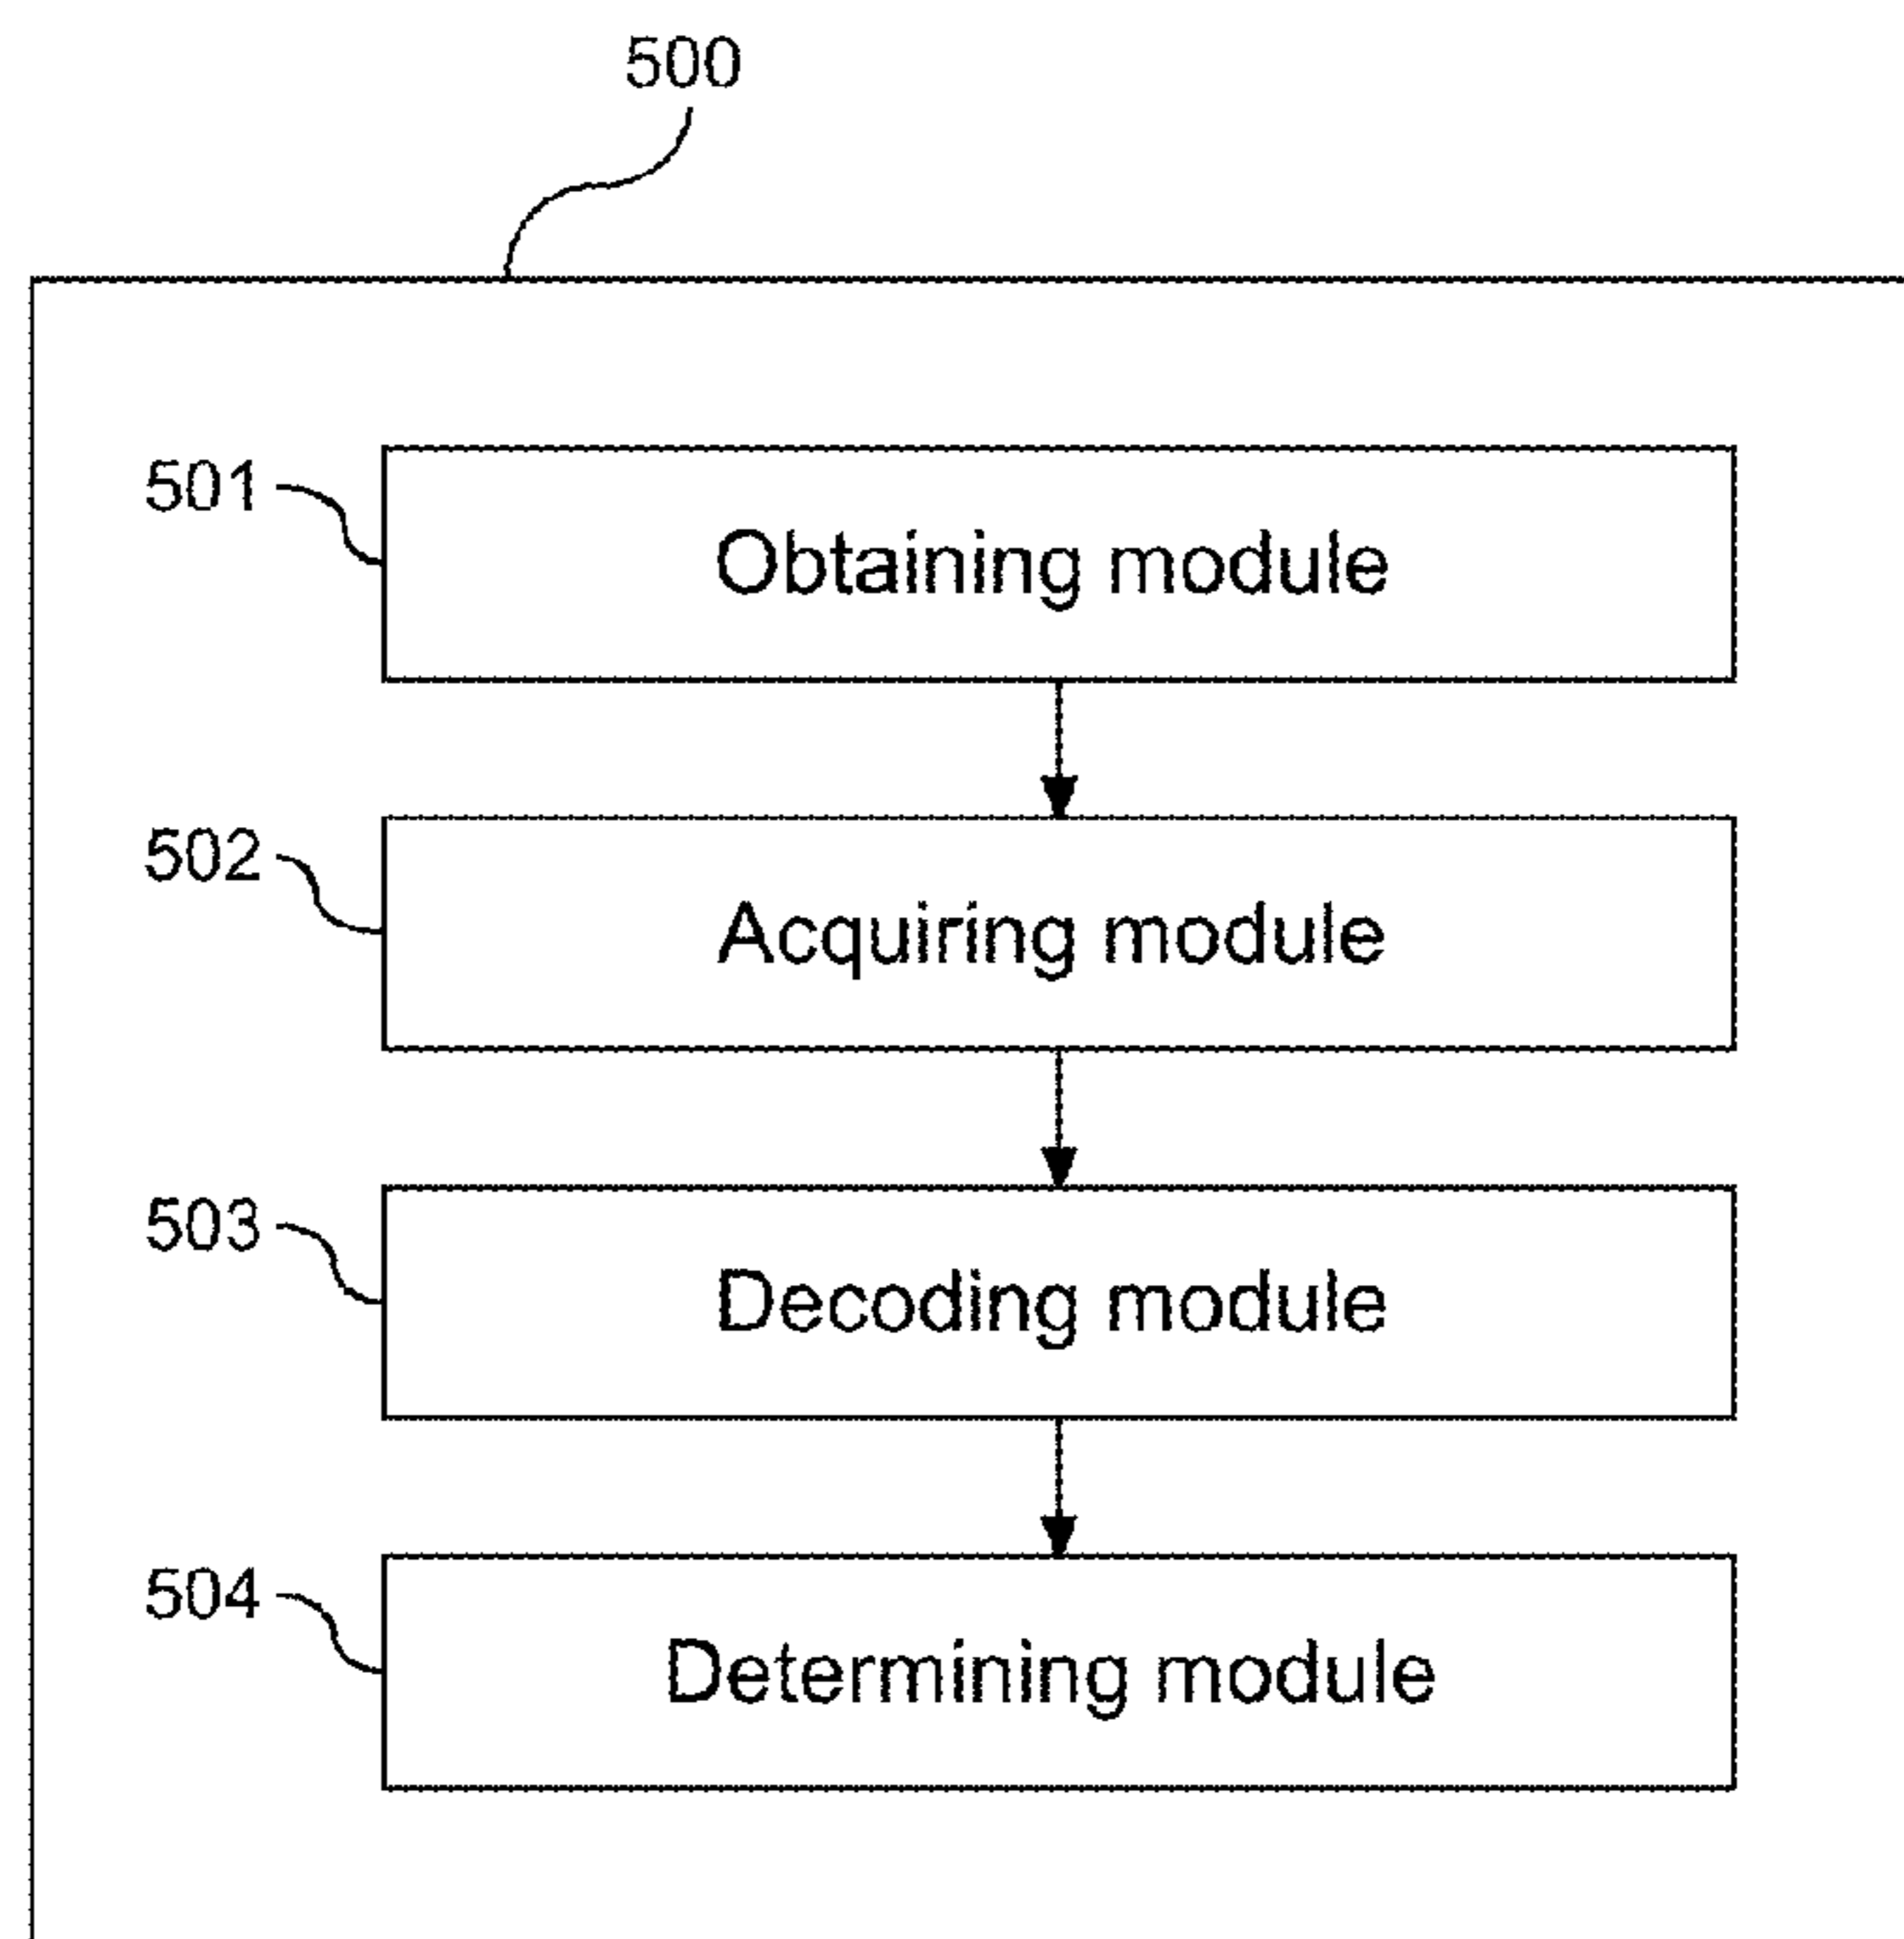 500
501
Obtaining module
502
Acquiring module
503
Decoding module
504
Determining module